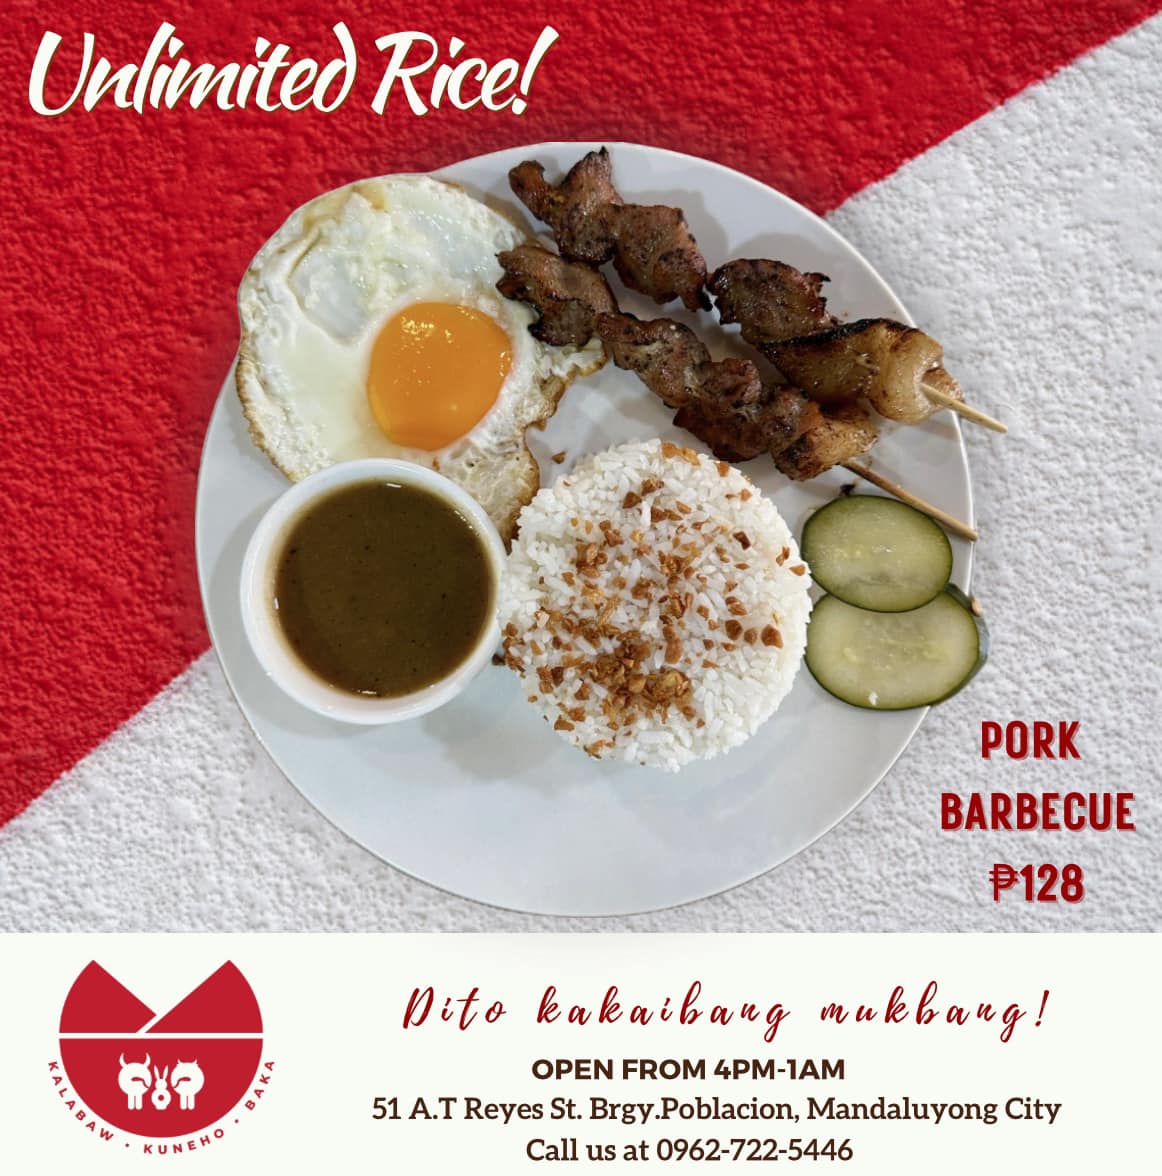 Unlimited Rice!
PORK
BARBECUE
₱128
Dito kakaibang mukbang!
OPEN FROM 4PM-1AM
51 A.T Reyes St. Brgy.Poblacion, Mandaluyong City
Call us at 0962-722-5446
KALABAW • KUNEHO • BAKA